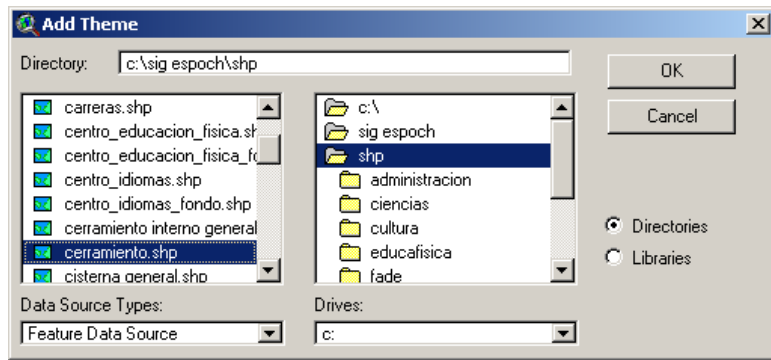 Add Theme
Directory: c:\sig espoch\shp
OK
Cancel
carreras.shp
centro_educacion_fisica.sh
centro_educacion_fisica_fo
centro_idiomas.shp
centro_idiomas_fondo.shp
cerramiento interno general
cerramiento.shp
cisterna general.shp
c:\
sig espoch
shp
administracion
ciencias
cultura
educafisica
fade
Directories
Libraries
Data Source Types:
Feature Data Source
Drives:
c: